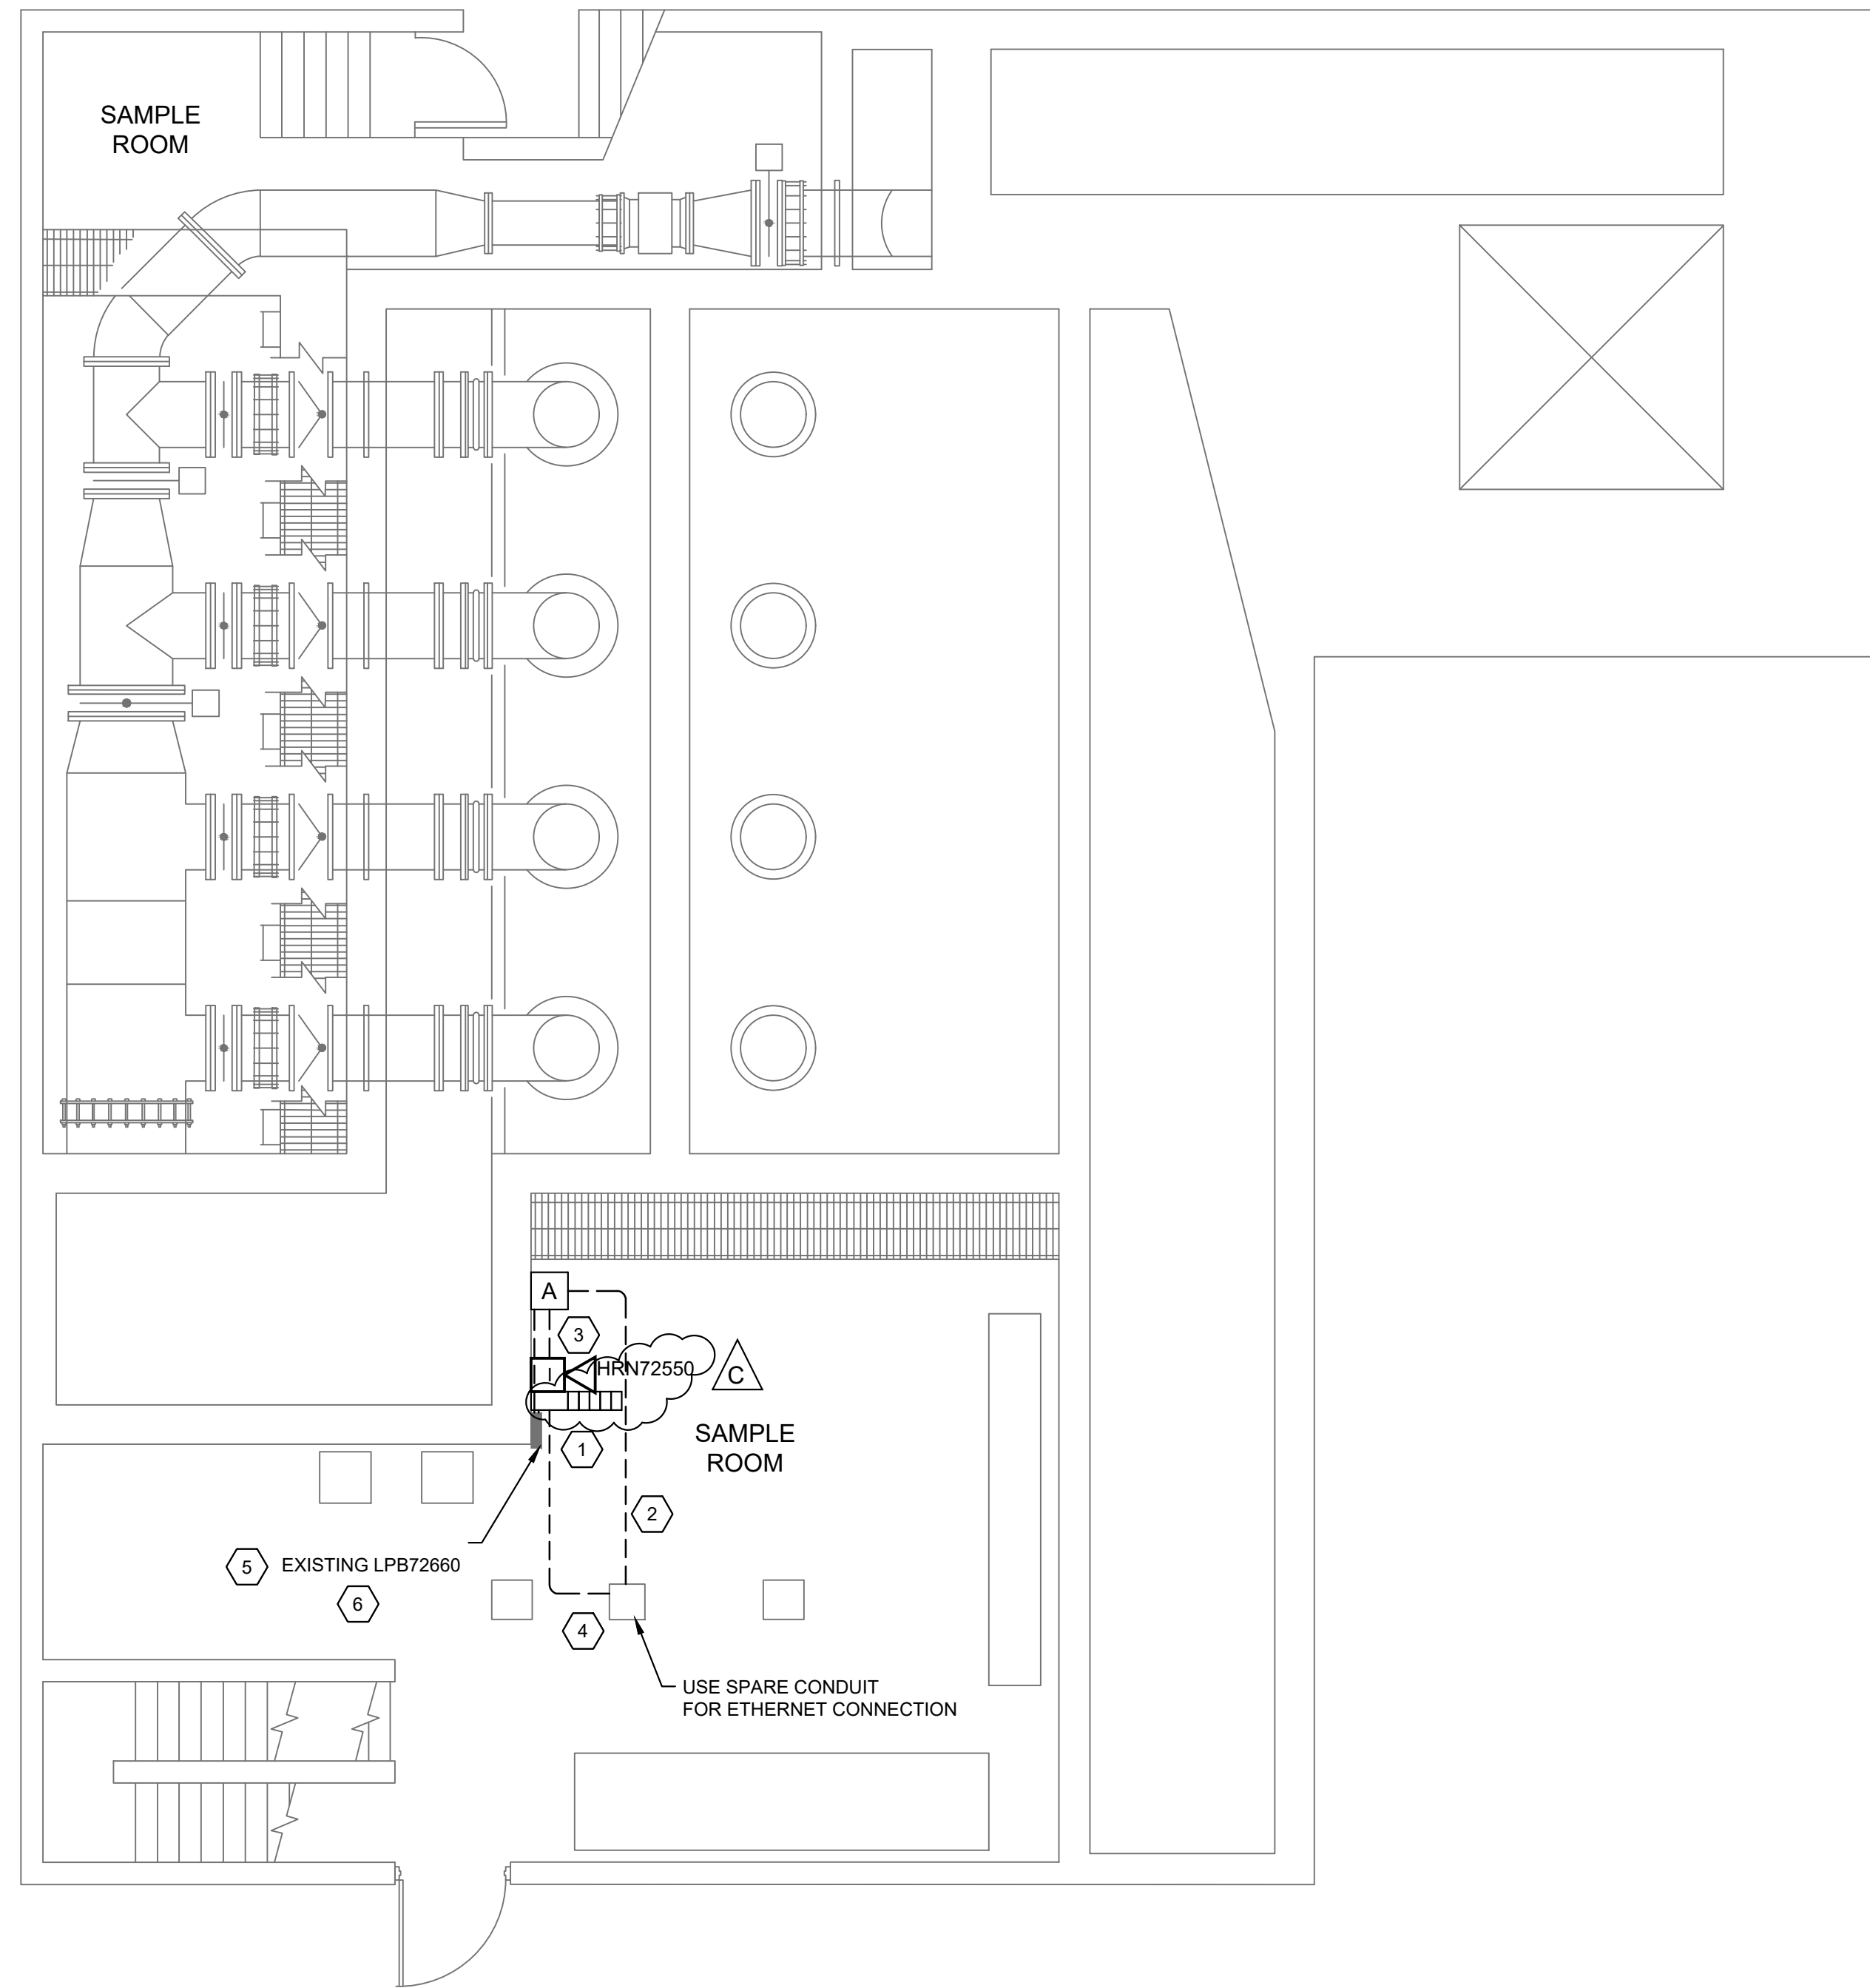 SAMPLE
ROOM
A
3
HRN72550
C
1
SAMPLE
ROOM
2
5
EXISTING LPB72660
6
4
USE SPARE CONDUIT
FOR ETHERNET CONNECTION